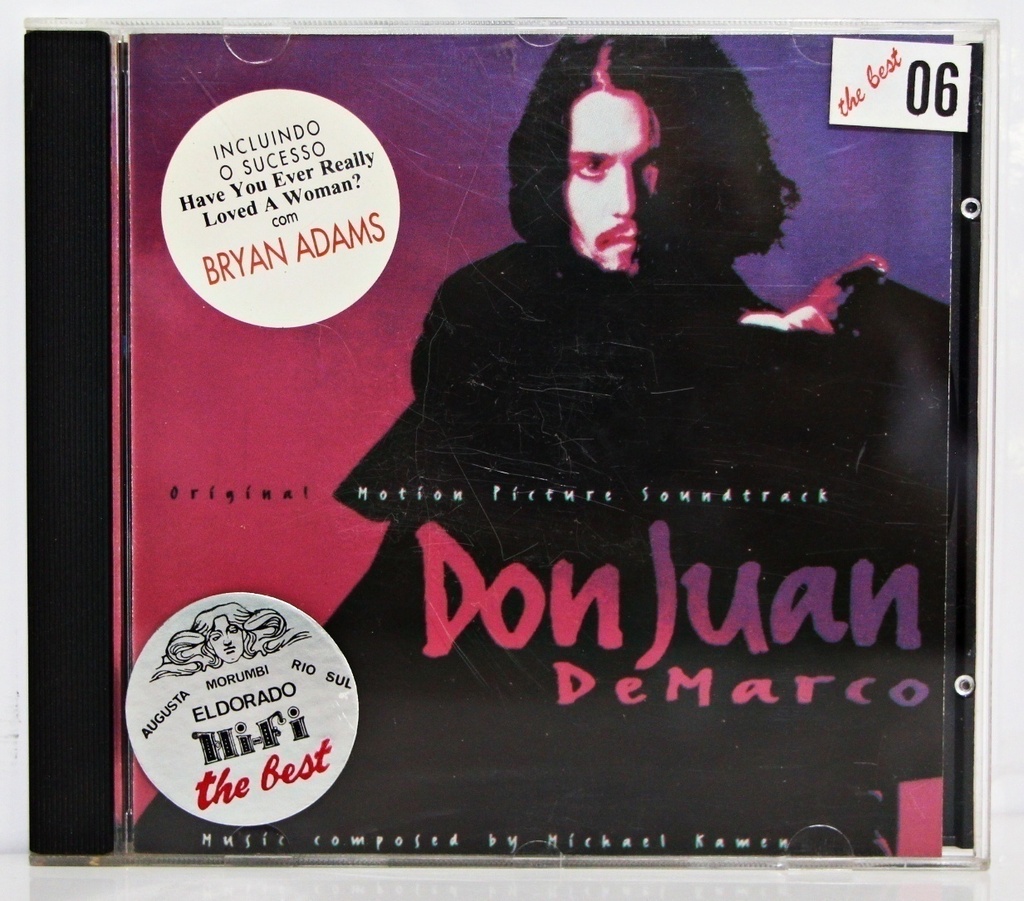 the best
06
INCLUINDO
O SUCESSO
Have You Ever Really
Loved A Woman?
com
BRYAN ADAMS
Original Motion Picture Soundtrack
Don Juan
DeMarco
AUGUSTA MORUMBI RIO SUL
ELDORADO
Hi-Fi
the best
Music composed by Michael Kamen